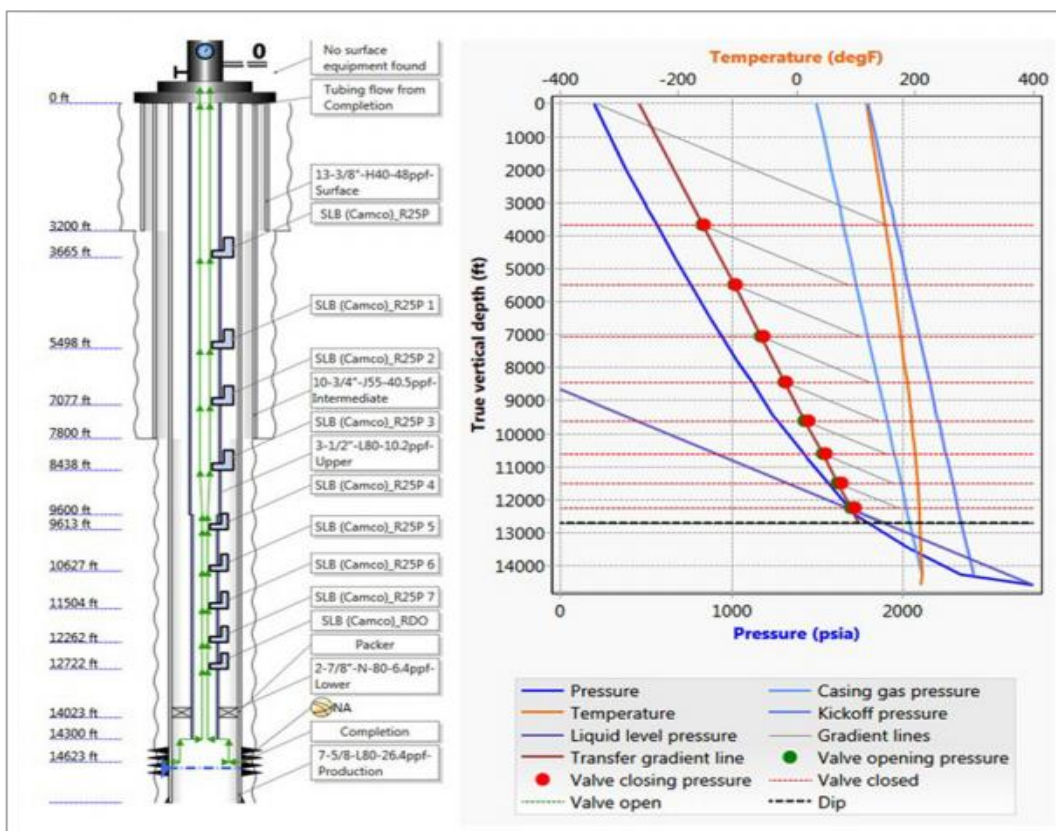 No surface
equipment found
0
0 ft
Tubing flow from
Completion
13-3/8"-H40-48ppf-
Surface
SLB (Camco)_R25P
3200 ft
3665 ft
SLB (Camco)_R25P 1
5498 ft
SLB (Camco)_R25P 2
7077 ft
10-3/4"-J55-40.5ppf-
Intermediate
SLB (Camco)_R25P 3
7800 ft
3-1/2"-L80-10.2ppf-
Upper
8438 ft
SLB (Camco)_R25P 4
9600 ft
9613 ft
SLB (Camco)_R25P 5
10627 ft
SLB (Camco)_R25P 6
11504 ft
SLB (Camco)_R25P 7
12262 ft
SLB (Camco)_RDO
12722 ft
Packer
2-7/8"-N-80-6.4ppf-
Lower
14023 ft
NA
14300 ft
Completion
14623 ft
7-5/8-L80-26.4ppf-
Production
Temperature (degF)
-400 -200 0 200 400
True vertical depth (ft)
0
1000
2000
3000
4000
5000
6000
7000
8000
9000
10000
11000
12000
13000
14000
0 1000 2000
Pressure (psia)
Pressure
Casing gas pressure
Temperature
Kickoff pressure
Liquid level pressure
Gradient lines
Transfer gradient line
Valve opening pressure
Valve closing pressure
Valve closed
Valve open
Dip